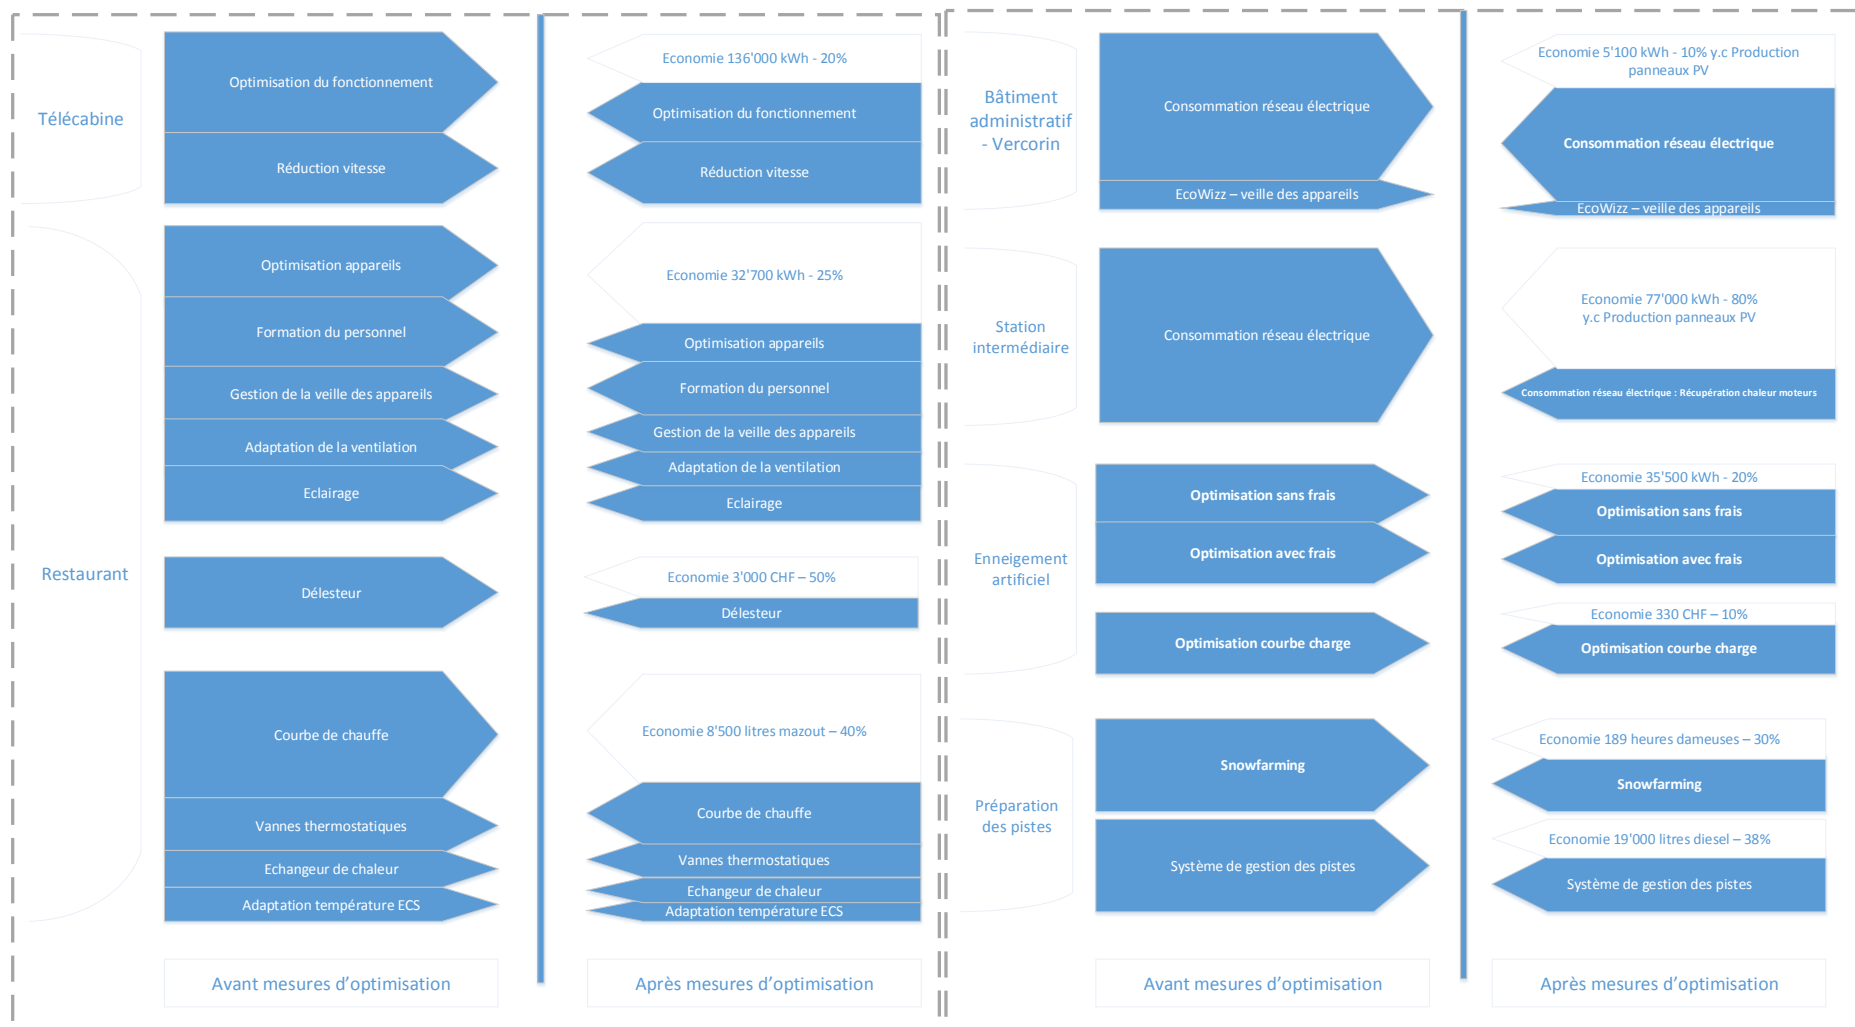 Télécabine
Optimisation du fonctionnement
Réduction vitesse
Economie 136'000 kWh - 20%
Optimisation du fonctionnement
Réduction vitesse
Restaurant
Optimisation appareils
Formation du personnel
Gestion de la veille des appareils
Adaptation de la ventilation
Eclairage
Economie 32'700 kWh - 25%
Optimisation appareils
Formation du personnel
Gestion de la veille des appareils
Adaptation de la ventilation
Eclairage
Délesteur
Economie 3'000 CHF – 50%
Délesteur
Courbe de chauffe
Vannes thermostatiques
Echangeur de chaleur
Adaptation température ECS
Economie 8'500 litres mazout – 40%
Courbe de chauffe
Vannes thermostatiques
Echangeur de chaleur
Adaptation température ECS
Avant mesures d’optimisation
Après mesures d’optimisation
Bâtiment
administratif
- Vercorin
Consommation réseau électrique
EcoWizz – veille des appareils
Economie 5'100 kWh - 10% y.c Production
panneaux PV
Consommation réseau électrique
EcoWizz – veille des appareils
Station
intermédiaire
Consommation réseau électrique
Economie 77'000 kWh - 80%
y.c Production panneaux PV
Consommation réseau électrique : Récupération chaleur moteurs
Enneigement
artificiel
Optimisation sans frais
Optimisation avec frais
Economie 35'500 kWh - 20%
Optimisation sans frais
Optimisation avec frais
Optimisation courbe charge
Economie 330 CHF – 10%
Optimisation courbe charge
Préparation
des pistes
Snowfarming
Système de gestion des pistes
Economie 189 heures dameuses – 30%
Snowfarming
Economie 19'000 litres diesel – 38%
Système de gestion des pistes
Avant mesures d’optimisation
Après mesures d’optimisation